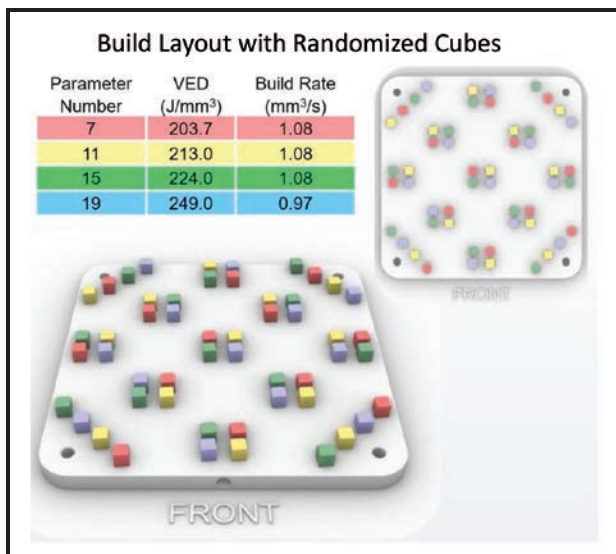 Build Layout with Randomized Cubes
Parameter Number VED (J/mm³) Build Rate (mm³/s)
7 203.7 1.08
11 213.0 1.08
15 224.0 1.08
19 249.0 0.97
FRONT
FRONT